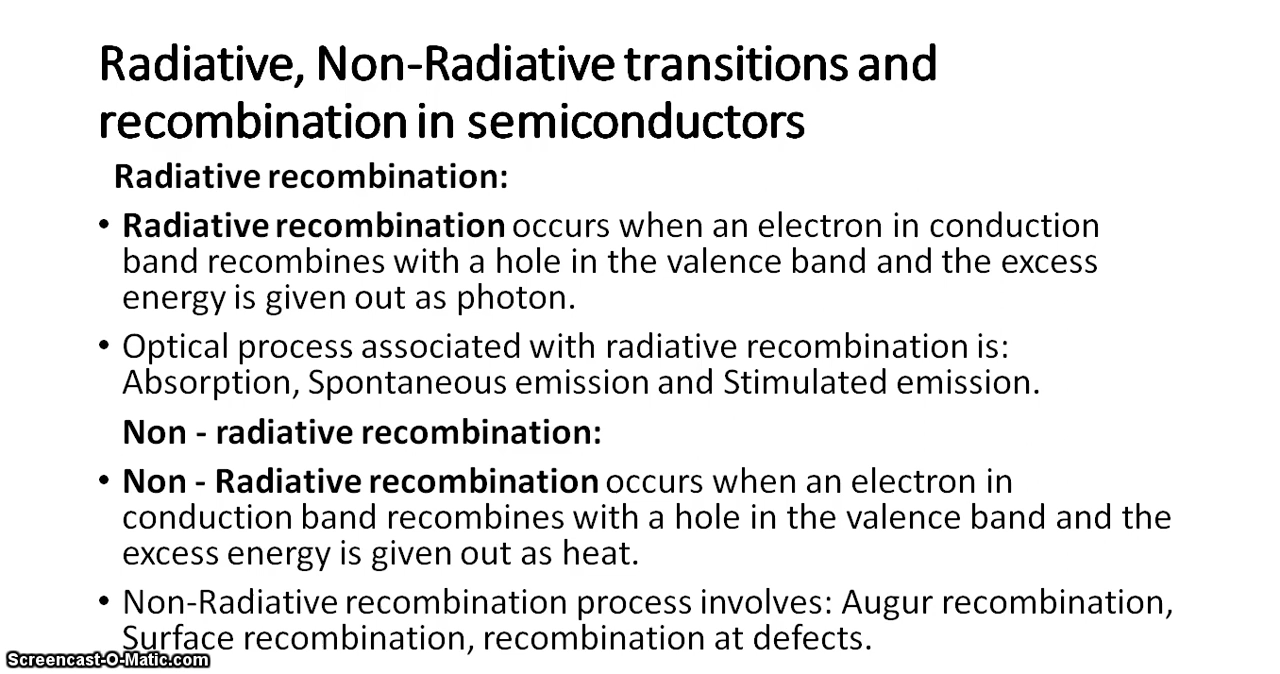 Radiative, Non-Radiative transitions and
recombination in semiconductors
Radiative recombination:
• Radiative recombination occurs when an electron in conduction
band recombines with a hole in the valence band and the excess
energy is given out as photon.
• Optical process associated with radiative recombination is:
Absorption, Spontaneous emission and Stimulated emission.
Non - radiative recombination:
• Non - Radiative recombination occurs when an electron in
conduction band recombines with a hole in the valence band and the
excess energy is given out as heat.
• Non-Radiative recombination process involves: Augur recombination,
Surface recombination, recombination at defects.
Screencast-O-Matic.com